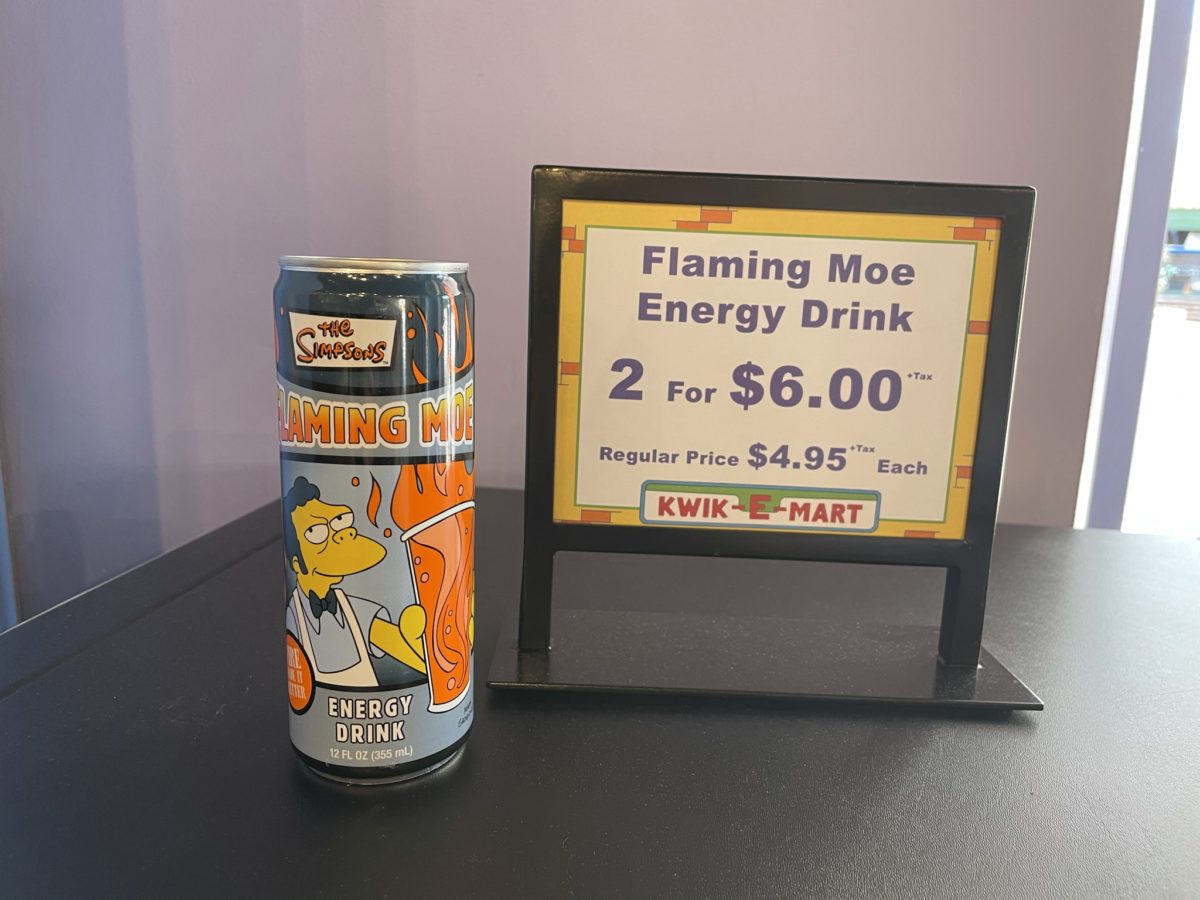 THE
SIMPSONS
FLAMING MOE
ENERGY
DRINK
12 FL OZ (355 mL)
Flaming Moe
Energy Drink
2 For $6.00 +Tax
Regular Price $4.95 +Tax Each
KWIK-E-MART